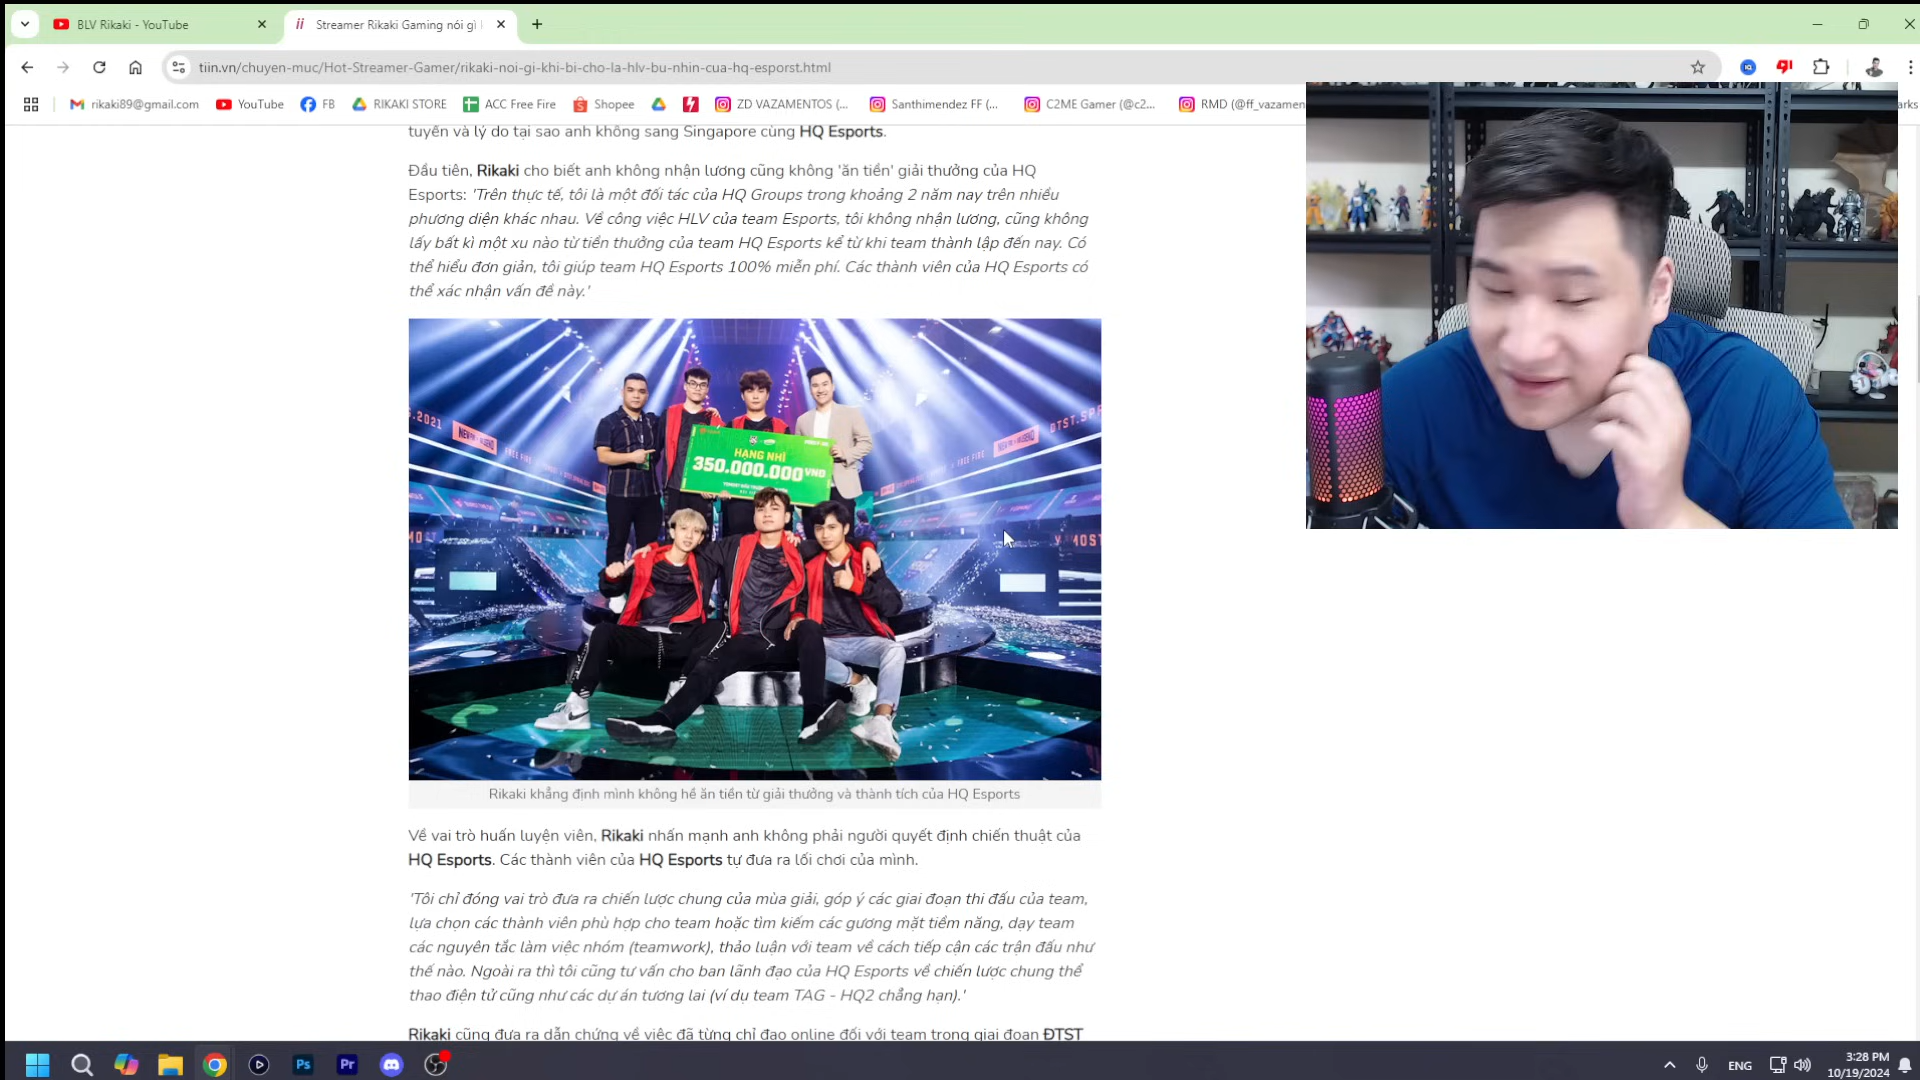 BLV Rikaki - YouTube
Streamer Rikaki Gaming nói gì
tiin.vn/chuyen-muc/Hot-Streamer-Gamer/rikaki-noi-gi-khi-bi-cho-la-hlv-bu-nhin-cua-hq-esporst.html
rikaki89@gmail.com YouTube FB RIKAKI STORE ACC Free Fire Shopee ZD VAZAMENTOS (... Santhimendez FF (... C2ME Gamer (@c2... RMD (@ff_vazamen arks
tuyến và lý do tại sao anh không sang Singapore cùng HQ Esports.
Đầu tiên, Rikaki cho biết anh không nhận lương cũng không 'ăn tiền' giải thưởng của HQ
Esports: 'Trên thực tế, tôi là một đối tác của HQ Groups trong khoảng 2 năm nay trên nhiều
phương diện khác nhau. Về công việc HLV của team Esports, tôi không nhận lương, cũng không
lấy bất kì một xu nào từ tiền thưởng của team HQ Esports kể từ khi team thành lập đến nay. Có
thể hiểu đơn giản, tôi giúp team HQ Esports 100% miễn phí. Các thành viên của HQ Esports có
thể xác nhận vấn đề này.'
HẠNG NHÌ
350.000.000 VNĐ
Rikaki khẳng định mình không hề ăn tiền từ giải thưởng và thành tích của HQ Esports
Về vai trò huấn luyện viên, Rikaki nhấn mạnh anh không phải người quyết định chiến thuật của
HQ Esports. Các thành viên của HQ Esports tự đưa ra lối chơi của mình.
'Tôi chỉ đóng vai trò đưa ra chiến lược chung của mùa giải, góp ý các giai đoạn thi đấu của team,
lựa chọn các thành viên phù hợp cho team hoặc tìm kiếm các gương mặt tiềm năng, dạy team
các nguyên tắc làm việc nhóm (teamwork), thảo luận với team về cách tiếp cận các trận đấu như
thế nào. Ngoài ra thì tôi cũng tư vấn cho ban lãnh đạo của HQ Esports về chiến lược chung thể
thao điện tử cũng như các dự án tương lai (ví dụ team TAG - HQ2 chẳng hạn).'
Rikaki cũng đưa ra dẫn chứng về việc đã từng chỉ đạo online đối với team trong giai đoạn ĐTST
ENG
3:28 PM
10/19/2024